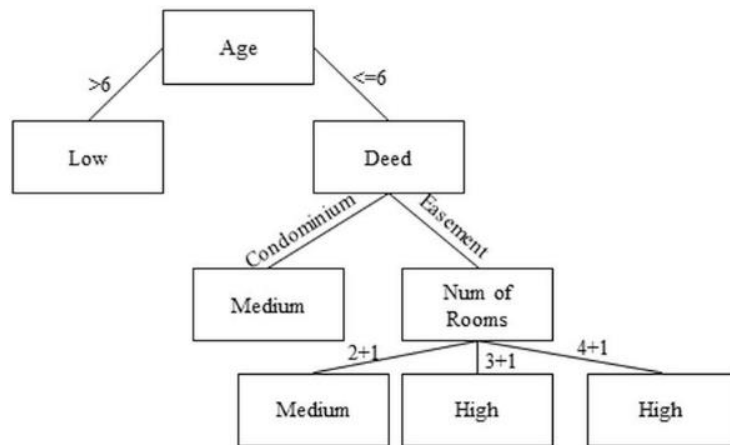 Age
>6
<=6
Low
Deed
Condominium
Easement
Medium
Num of
Rooms
2+1
3+1
4+1
Medium
High
High